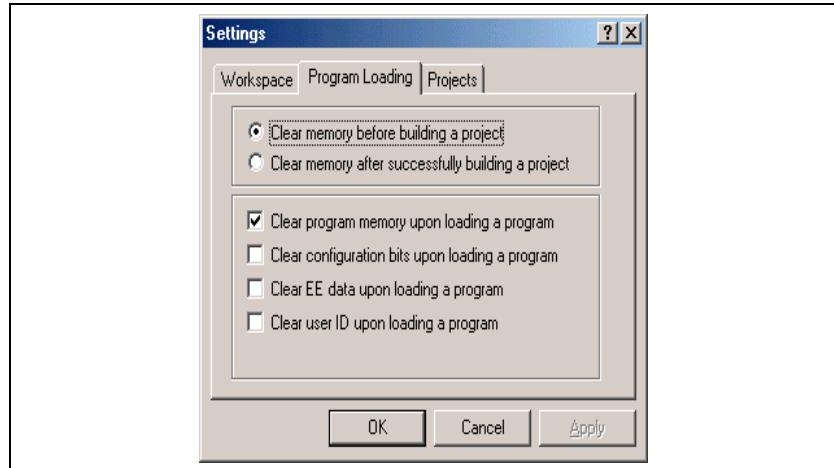 Settings
Workspace Program Loading Projects
Clear memory before building a project
Clear memory after successfully building a project
Clear program memory upon loading a program
Clear configuration bits upon loading a program
Clear EE data upon loading a program
Clear user ID upon loading a program
OK Cancel Apply